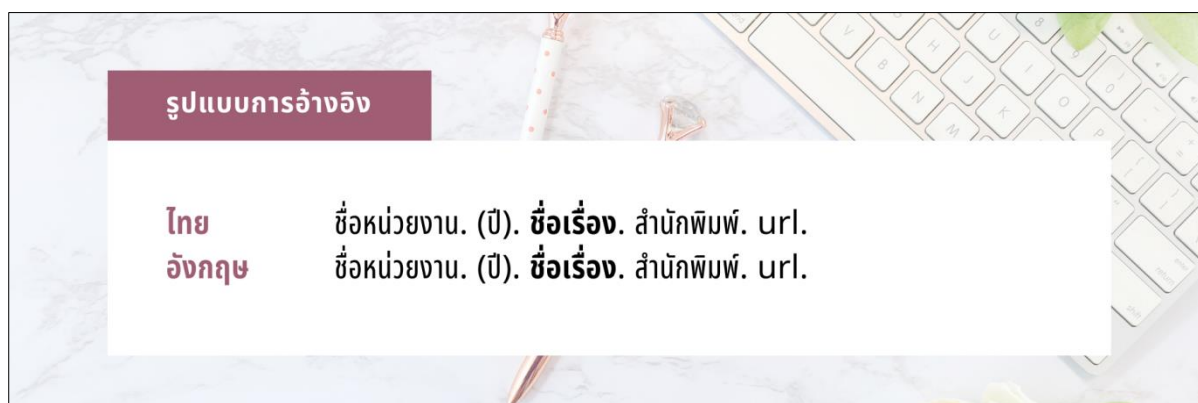 รูปแบบการอ้างอิง
ไทย ชื่อหน่วยงาน. (ปี). ชื่อเรื่อง. สำนักพิมพ์. url.
อังกฤษ ชื่อหน่วยงาน. (ปี). ชื่อเรื่อง. สำนักพิมพ์. url.